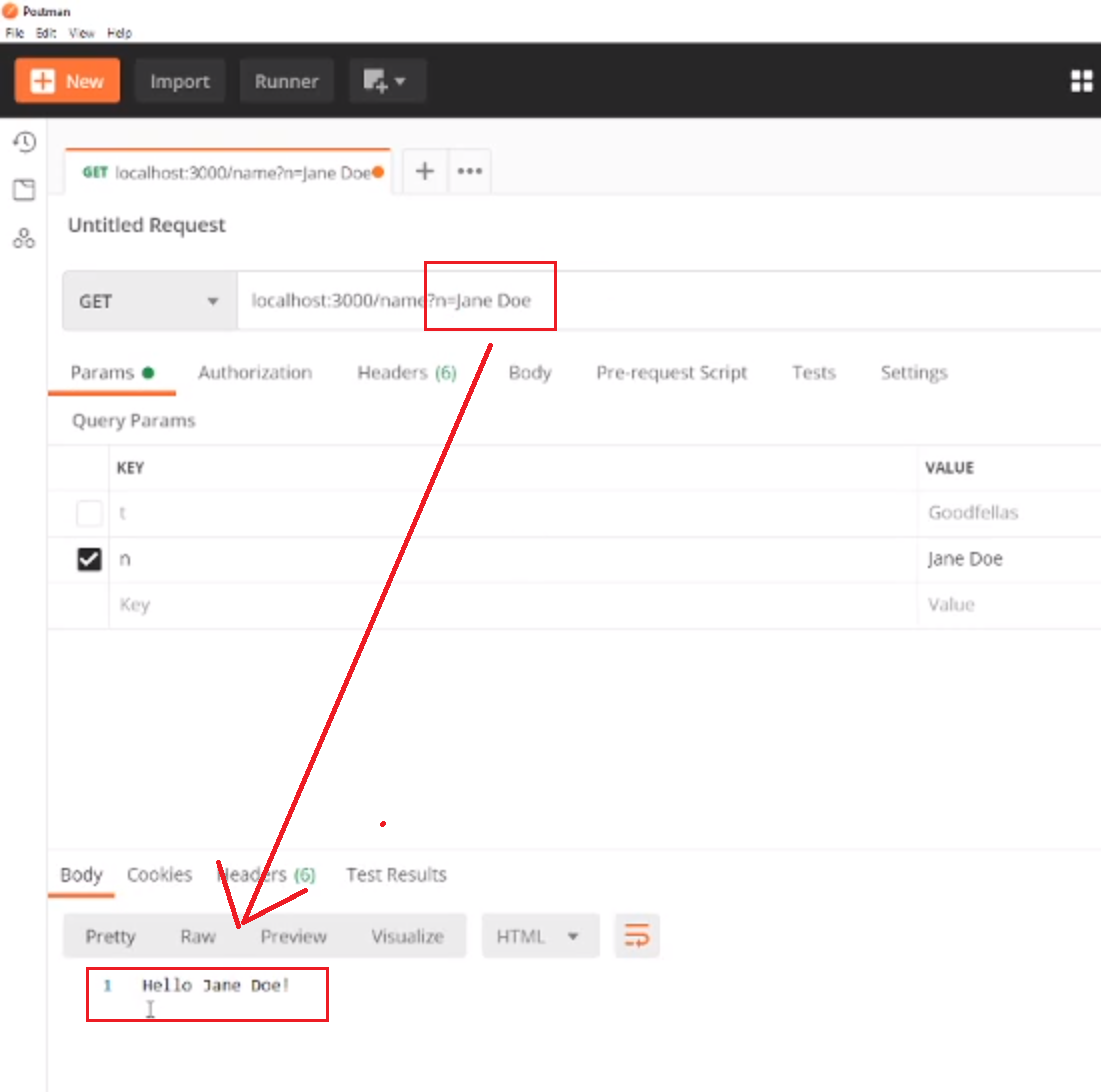 Postman
File Edit View Help
New Import Runner
GET localhost:3000/name?n=Jane Doe
Untitled Request
GET localhost:3000/name?n=Jane Doe
Params Authorization Headers (6) Body Pre-request Script Tests Settings
Query Params
KEY VALUE
t Goodfellas
n Jane Doe
Key Value
Body Cookies Headers (6) Test Results
Pretty Raw Preview Visualize HTML
1 Hello Jane Doe!